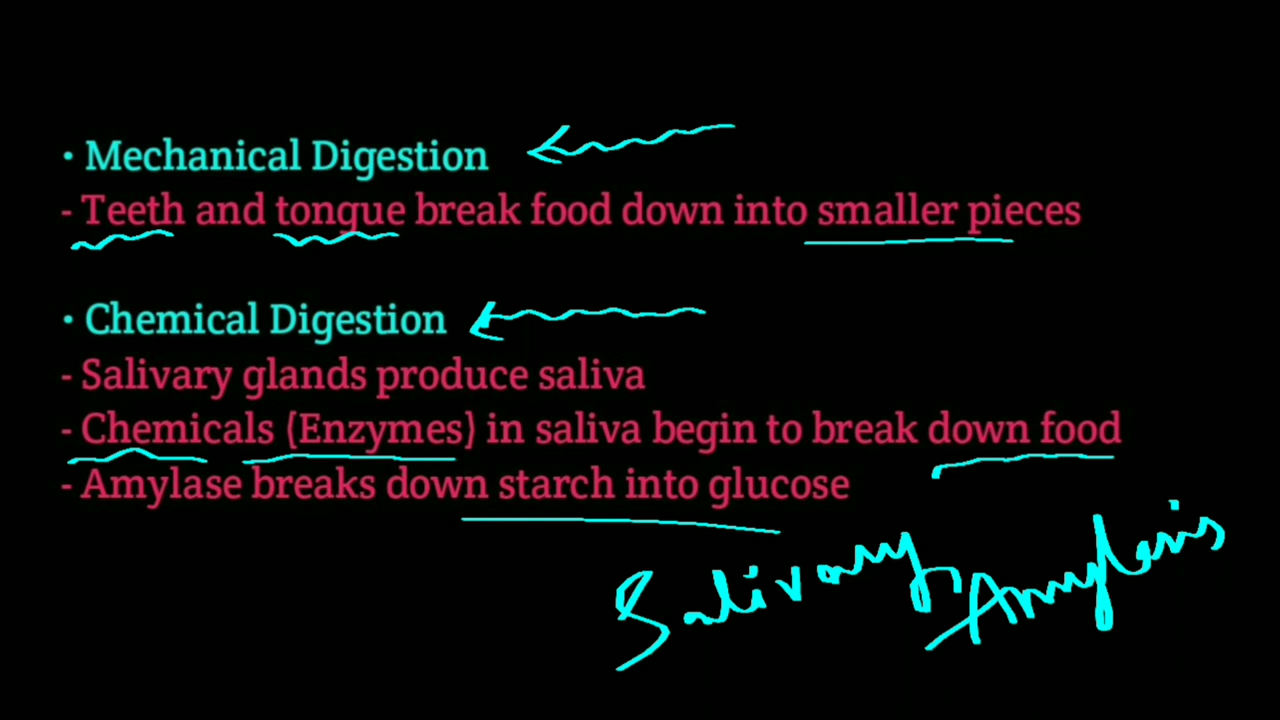 • Mechanical Digestion
- Teeth and tongue break food down into smaller pieces
• Chemical Digestion
- Salivary glands produce saliva
- Chemicals (Enzymes) in saliva begin to break down food
- Amylase breaks down starch into glucose
Salivary Amylasis